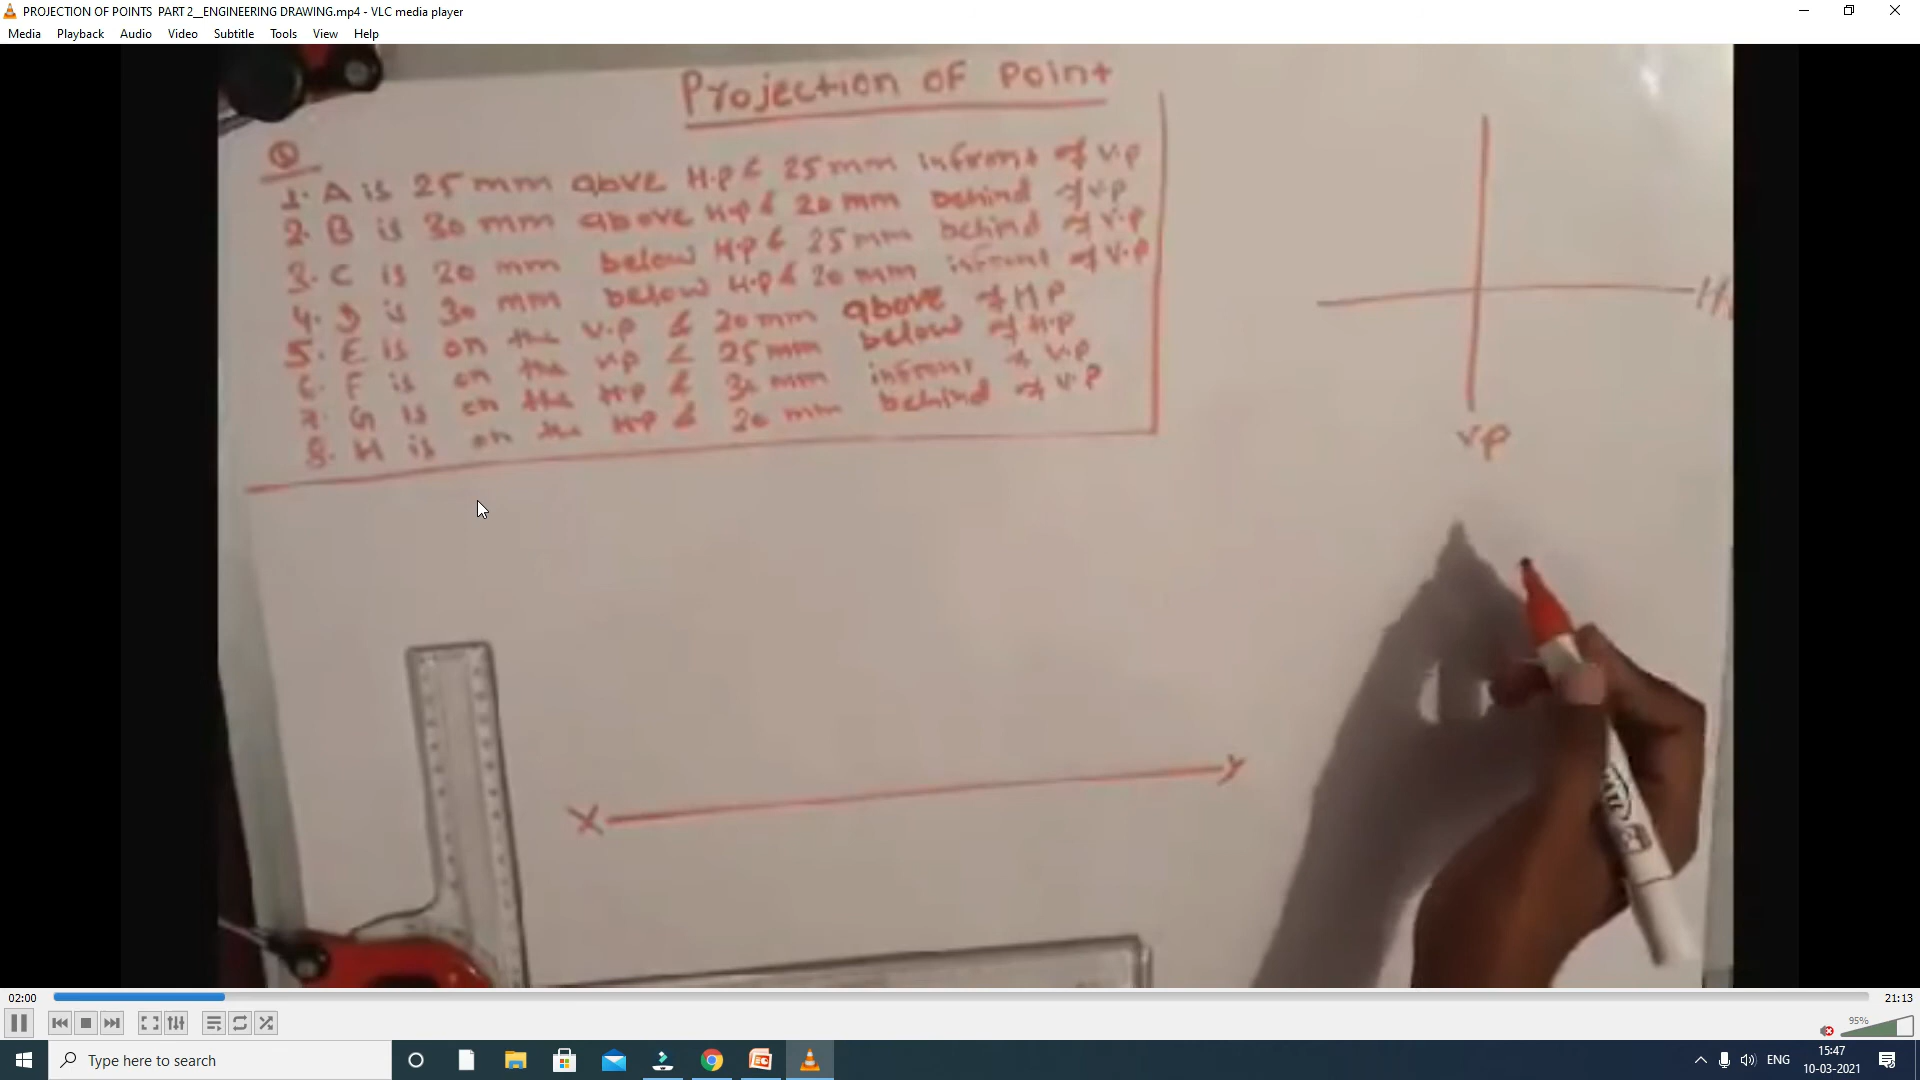 PROJECTION OF POINTS PART 2__ENGINEERING DRAWING.mp4 - VLC media player
Media Playback Audio Video Subtitle Tools View Help
Projection of Point
1. A is 25 mm abve H.P & 25 mm infront of V.P
2. B is 30 mm above H.P & 20 mm behind of V.P
3. C is 20 mm below H.P & 25 mm behind of V.P
4. D is 30 mm below H.P & 20 mm infront of V.P
5. E is on the V.P & 20 mm above of H P
6. F is on the V.P & 25 mm below of H.P
7. G is on the H.P & 30 mm infront of V.P
8. H is on the H.P & 30 mm behind of V.P
VP
X Y
02:00 21:13
95%
Type here to search
ENG
15:47
10-03-2021